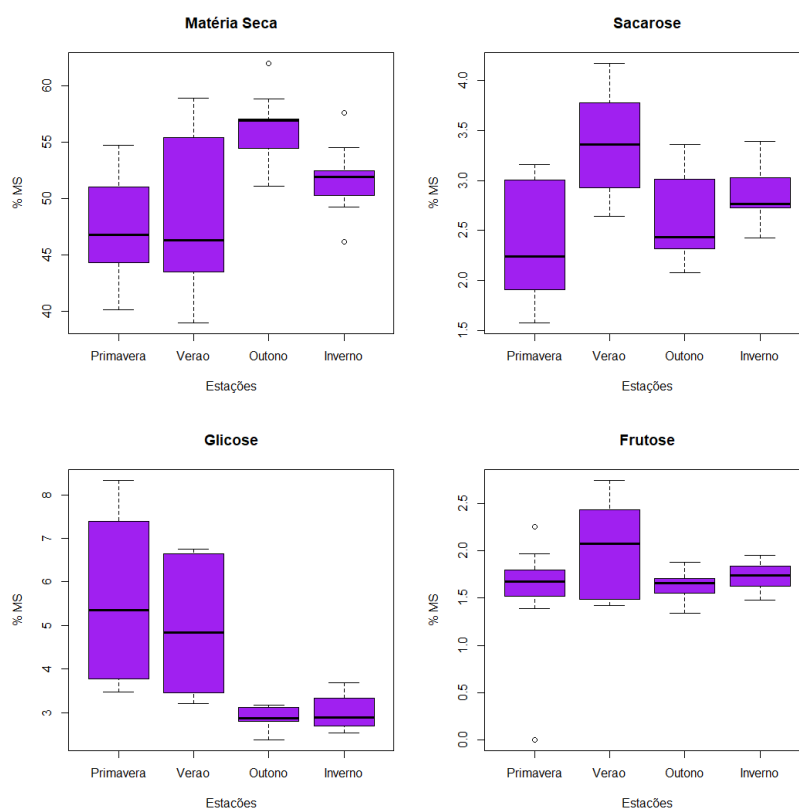 Matéria Seca
% MS
60
55
50
45
40
Primavera Verao Outono Inverno
Estações
Sacarose
% MS
4.0
3.5
3.0
2.5
2.0
1.5
Primavera Verao Outono Inverno
Estações
Glicose
% MS
8
7
6
5
4
3
Primavera Verao Outono Inverno
Estações
Frutose
% MS
2.5
2.0
1.5
1.0
0.5
0.0
Primavera Verao Outono Inverno
Estações